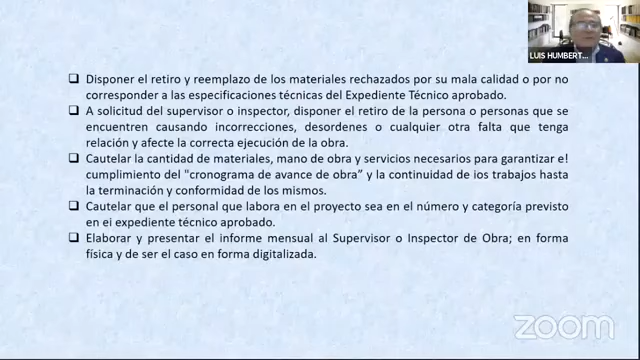 LUIS HUMBERT...
❑ Disponer el retiro y reemplazo de los materiales rechazados por su mala calidad o por no
corresponder a las especificaciones técnicas del Expediente Técnico aprobado.
❑ A solicitud del supervisor o inspector, disponer el retiro de la persona o personas que se
encuentren causando incorrecciones, desordenes o cualquier otra falta que tenga
relación y afecte la correcta ejecución de la obra.
❑ Cautelar la cantidad de materiales, mano de obra y servicios necesarios para garantizar e!
cumplimiento del "cronograma de avance de obra" y la continuidad de ios trabajos hasta
la terminación y conformidad de los mismos.
❑ Cautelar que el personal que labora en el proyecto sea en el número y categoría previsto
en ei expediente técnico aprobado.
❑ Elaborar y presentar el informe mensual al Supervisor o Inspector de Obra; en forma
física y de ser el caso en forma digitalizada.
zoom